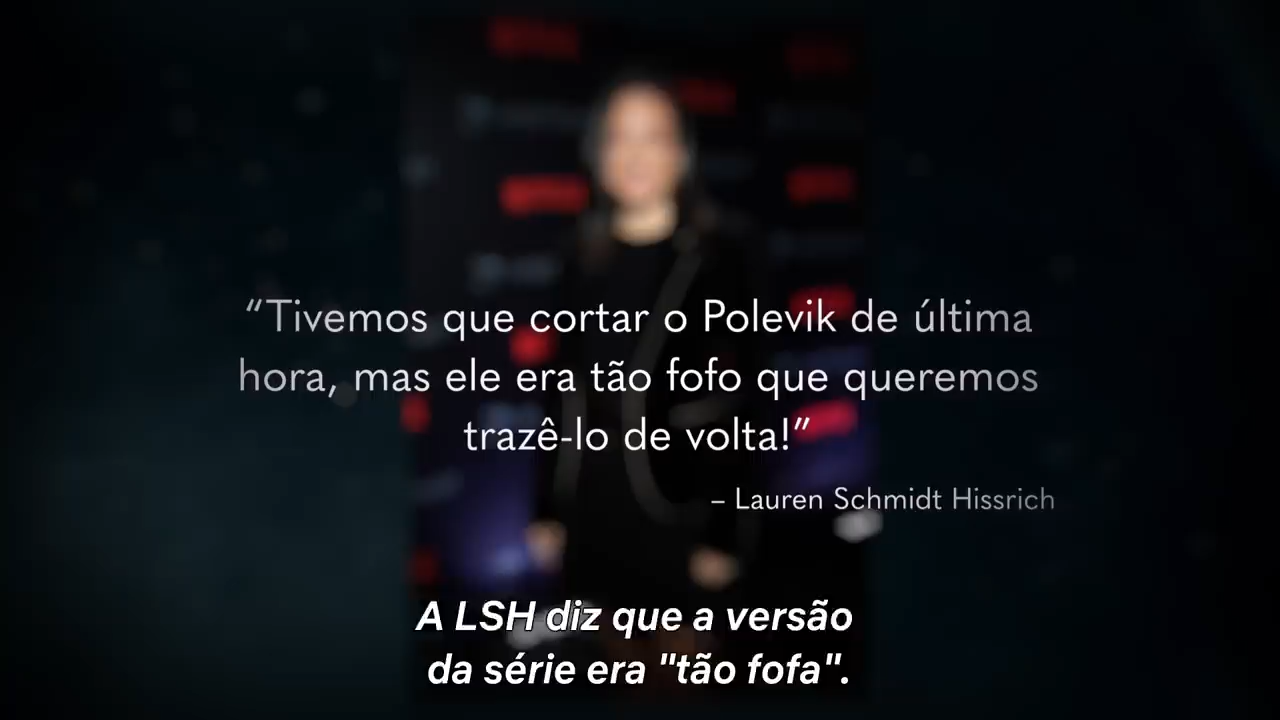 “Tivemos que cortar o Polevik de última
hora, mas ele era tão fofo que queremos
trazê-lo de volta!”
– Lauren Schmidt Hissrich
A LSH diz que a versão
da série era "tão fofa".